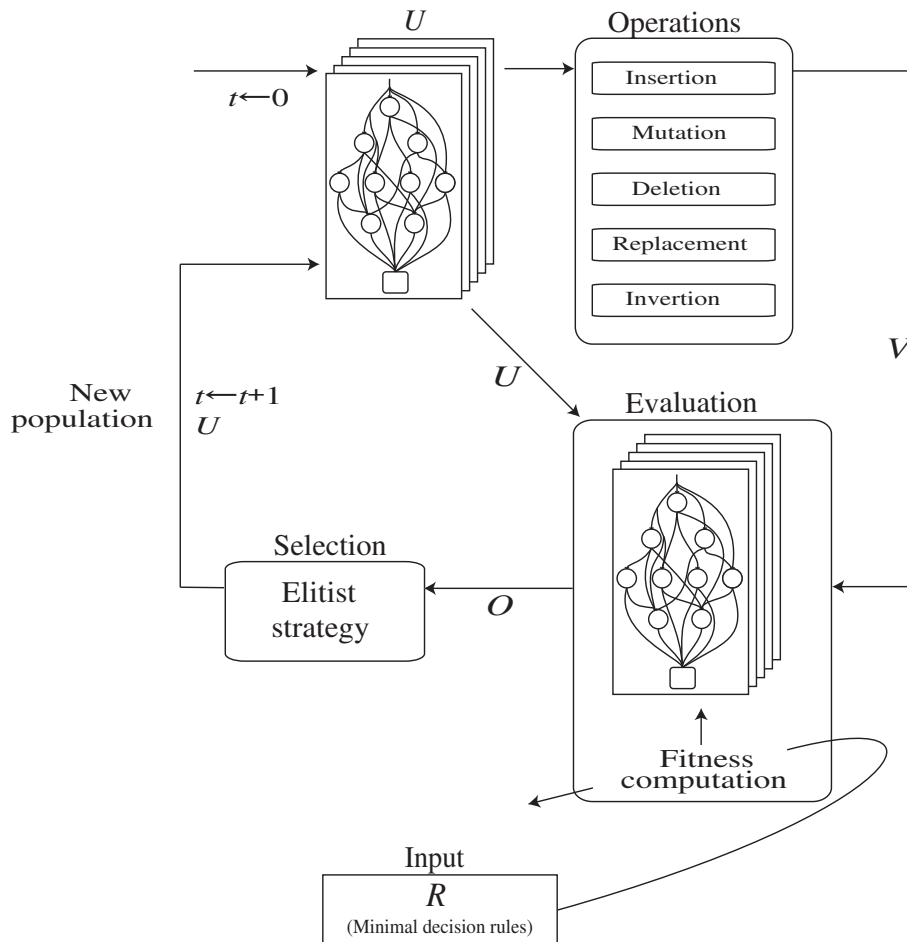 U
Operations
t←0
Insertion
Mutation
Deletion
Replacement
Invertion
V
U
New
population
t←t+1
U
Evaluation
Selection
Elitist
strategy
O
Fitness
computation
Input
R
(Minimal decision rules)